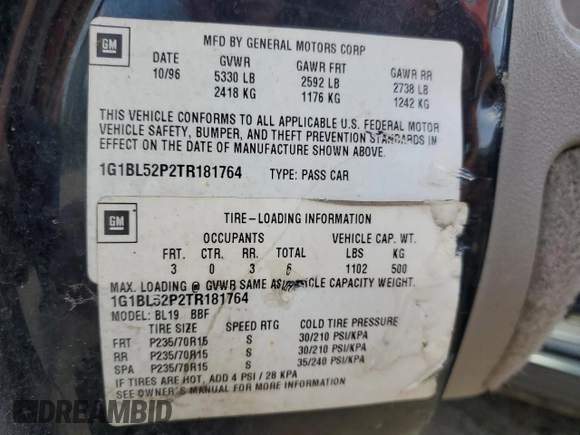 GM
MFD BY GENERAL MOTORS CORP
DATE GVWR GAWR FRT GAWR RR
10/96 5330 LB 2592 LB 2738 LB
2418 KG 1176 KG 1242 KG
THIS VEHICLE CONFORMS TO ALL APPLICABLE U.S. FEDERAL MOTOR
VEHICLE SAFETY, BUMPER, AND THEFT PREVENTION STANDARDS IN
EFFECT ON THE DATE OF MANUFACTURE SHOWN ABOVE.
1G1BL52P2TR181764 TYPE: PASS CAR
GM
TIRE-LOADING INFORMATION
OCCUPANTS VEHICLE CAP. WT.
FRT. CTR. RR. TOTAL LBS KG
3 0 3 6 1102 500
MAX. LOADING @ GVWR SAME AS VEHICLE CAPACITY WEIGHT.
1G1BL52P2TR181764
MODEL: BL19 BBF
TIRE SIZE SPEED RTG COLD TIRE PRESSURE
FRT P235/70R15 S 30/210 PSI/KPA
RR P235/70R15 S 30/210 PSI/KPA
SPA P235/70R15 S 35/240 PSI/KPA
IF TIRES ARE HOT, ADD 4 PSI / 28 KPA
SEE OWNER'S MANUAL FOR MORE INFORMATION
DREAMBID